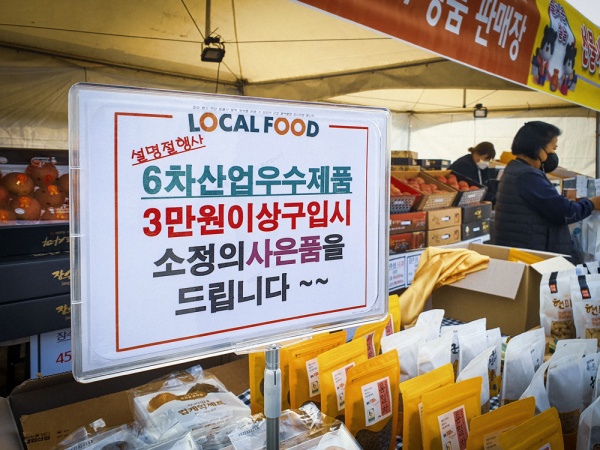 품 판매장
LOCAL FOOD
설명절행사
6차산업우수제품
3만원이상구입시
소정의사은품을
드립니다 ~~
45